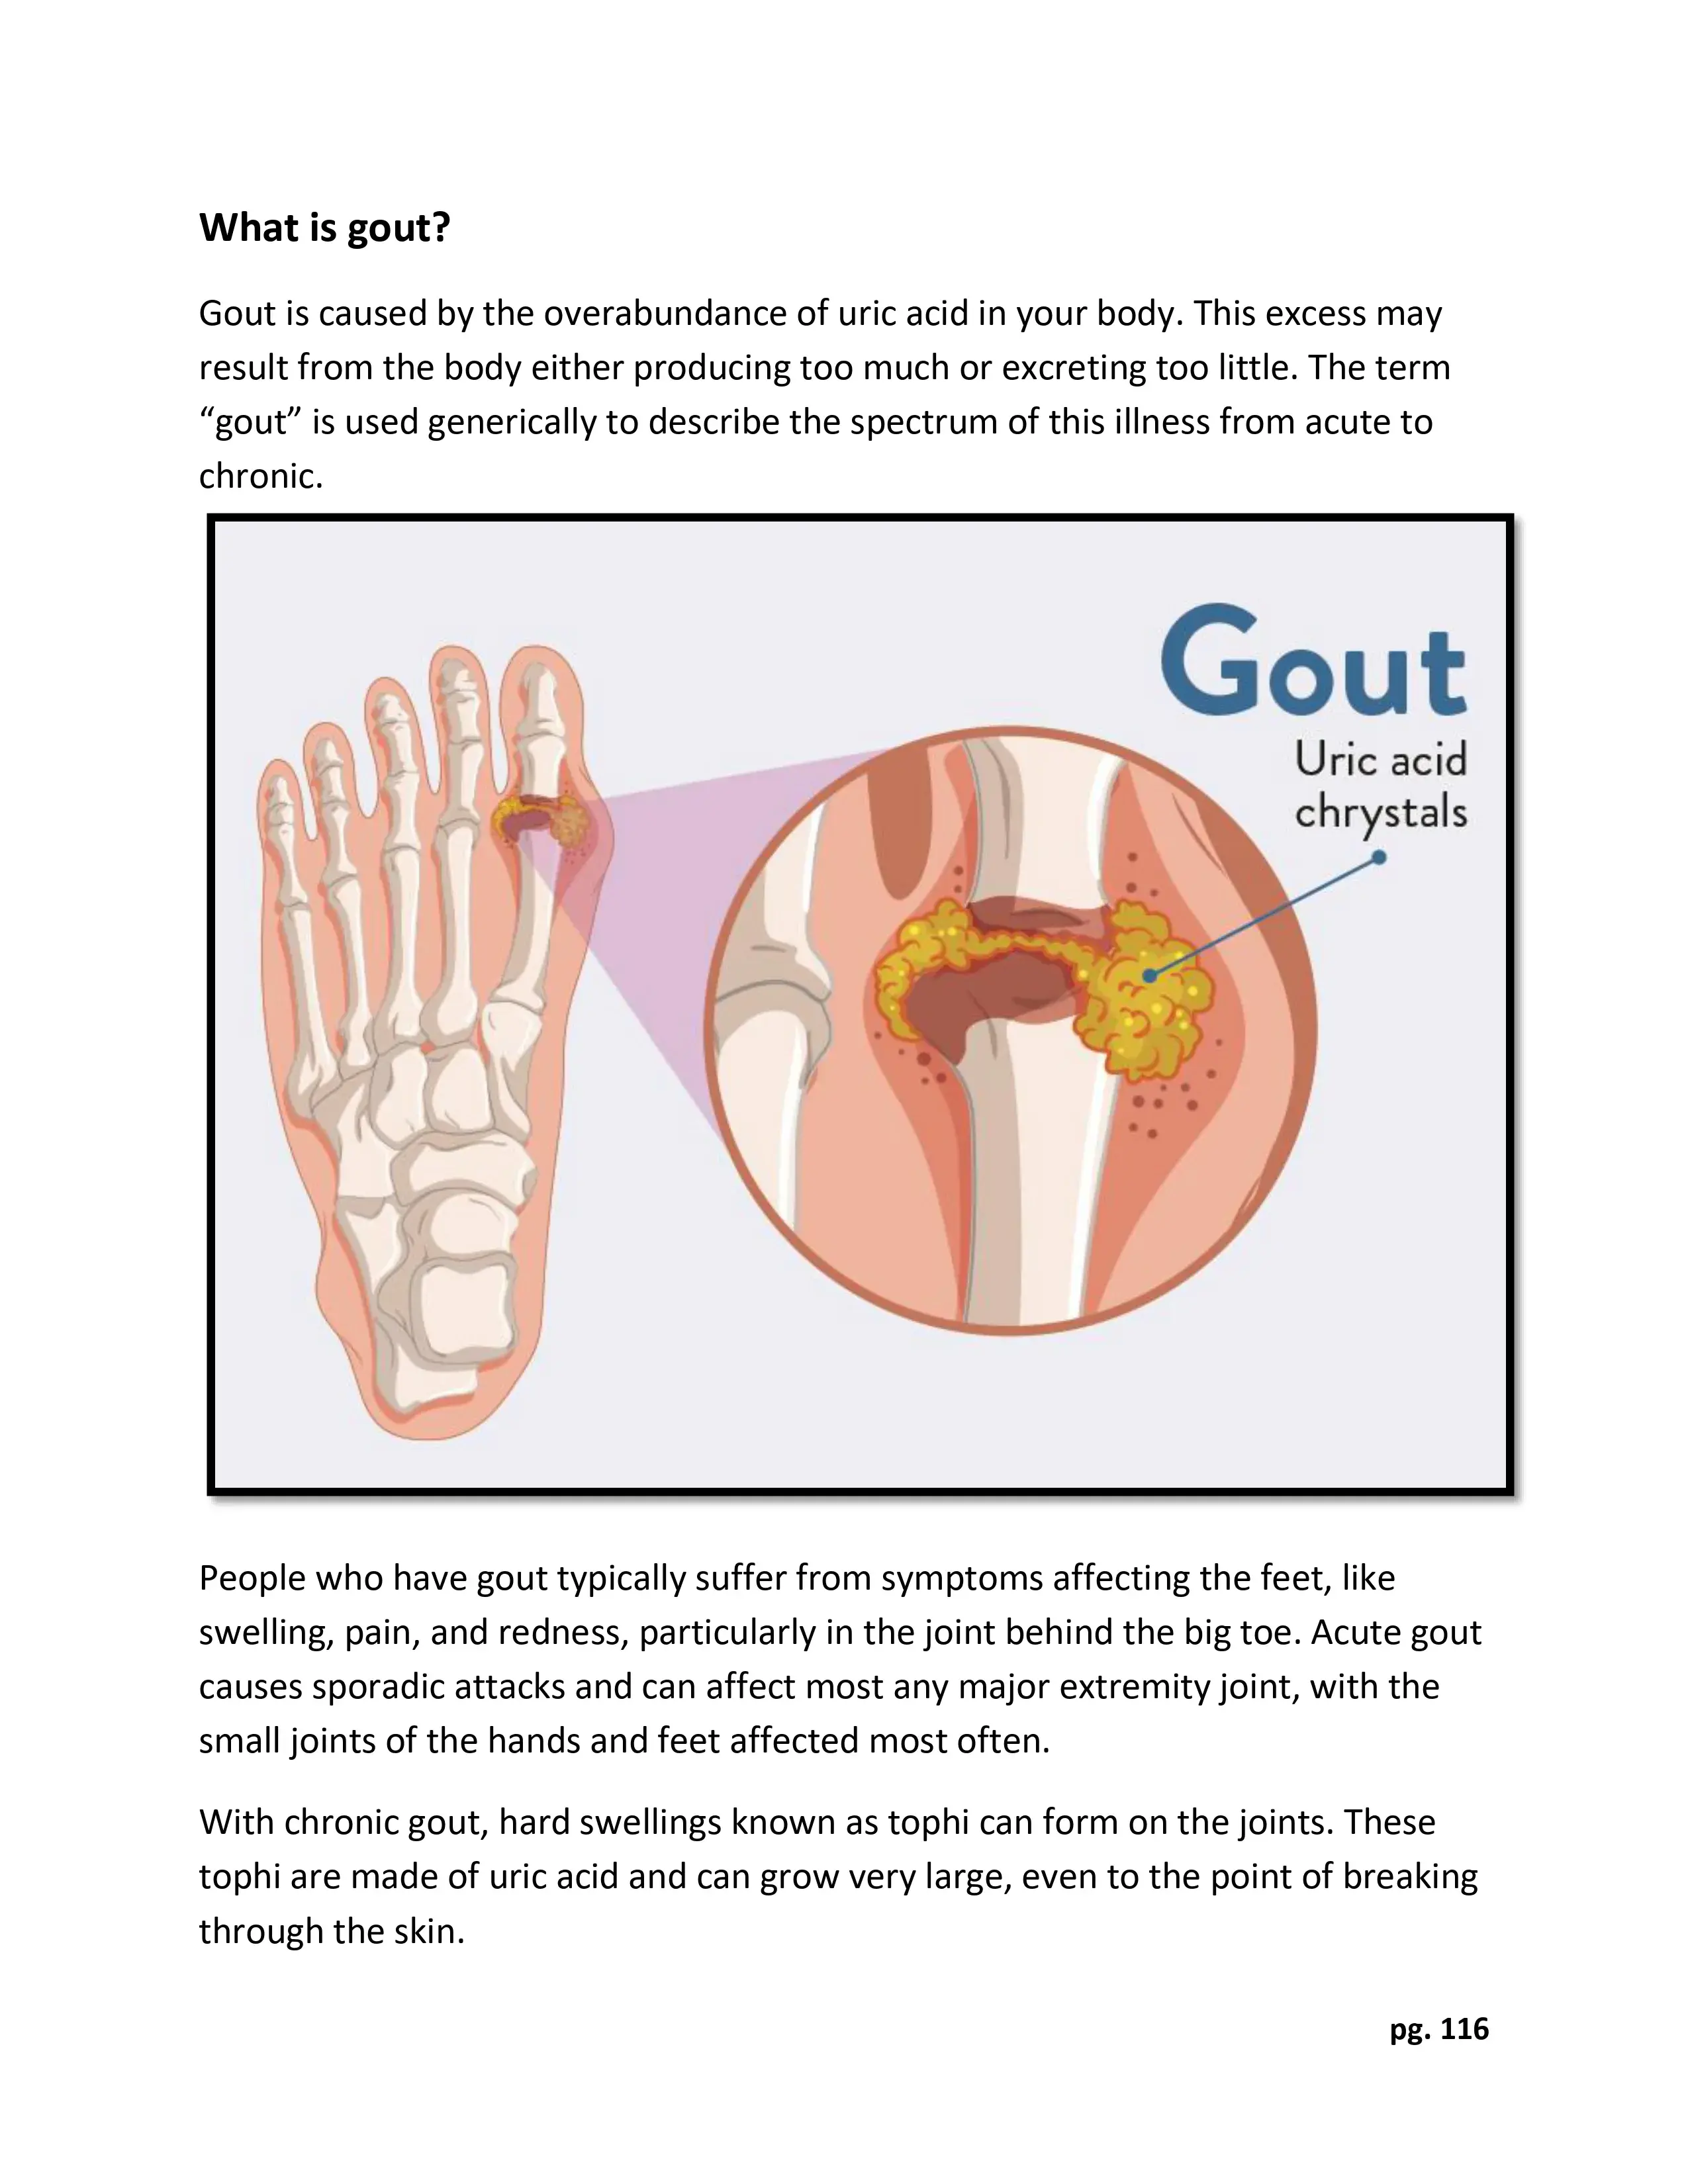 What is gout?
Gout is caused by the overabundance of uric acid in your body. This excess may
result from the body either producing too much or excreting too little. The term
“gout” is used generically to describe the spectrum of this illness from acute to
chronic.
Gout
Uric acid
chrystals
People who have gout typically suffer from symptoms affecting the feet, like
swelling, pain, and redness, particularly in the joint behind the big toe. Acute gout
causes sporadic attacks and can affect most any major extremity joint, with the
small joints of the hands and feet affected most often.
With chronic gout, hard swellings known as tophi can form on the joints. These
tophi are made of uric acid and can grow very large, even to the point of breaking
through the skin.
pg. 116